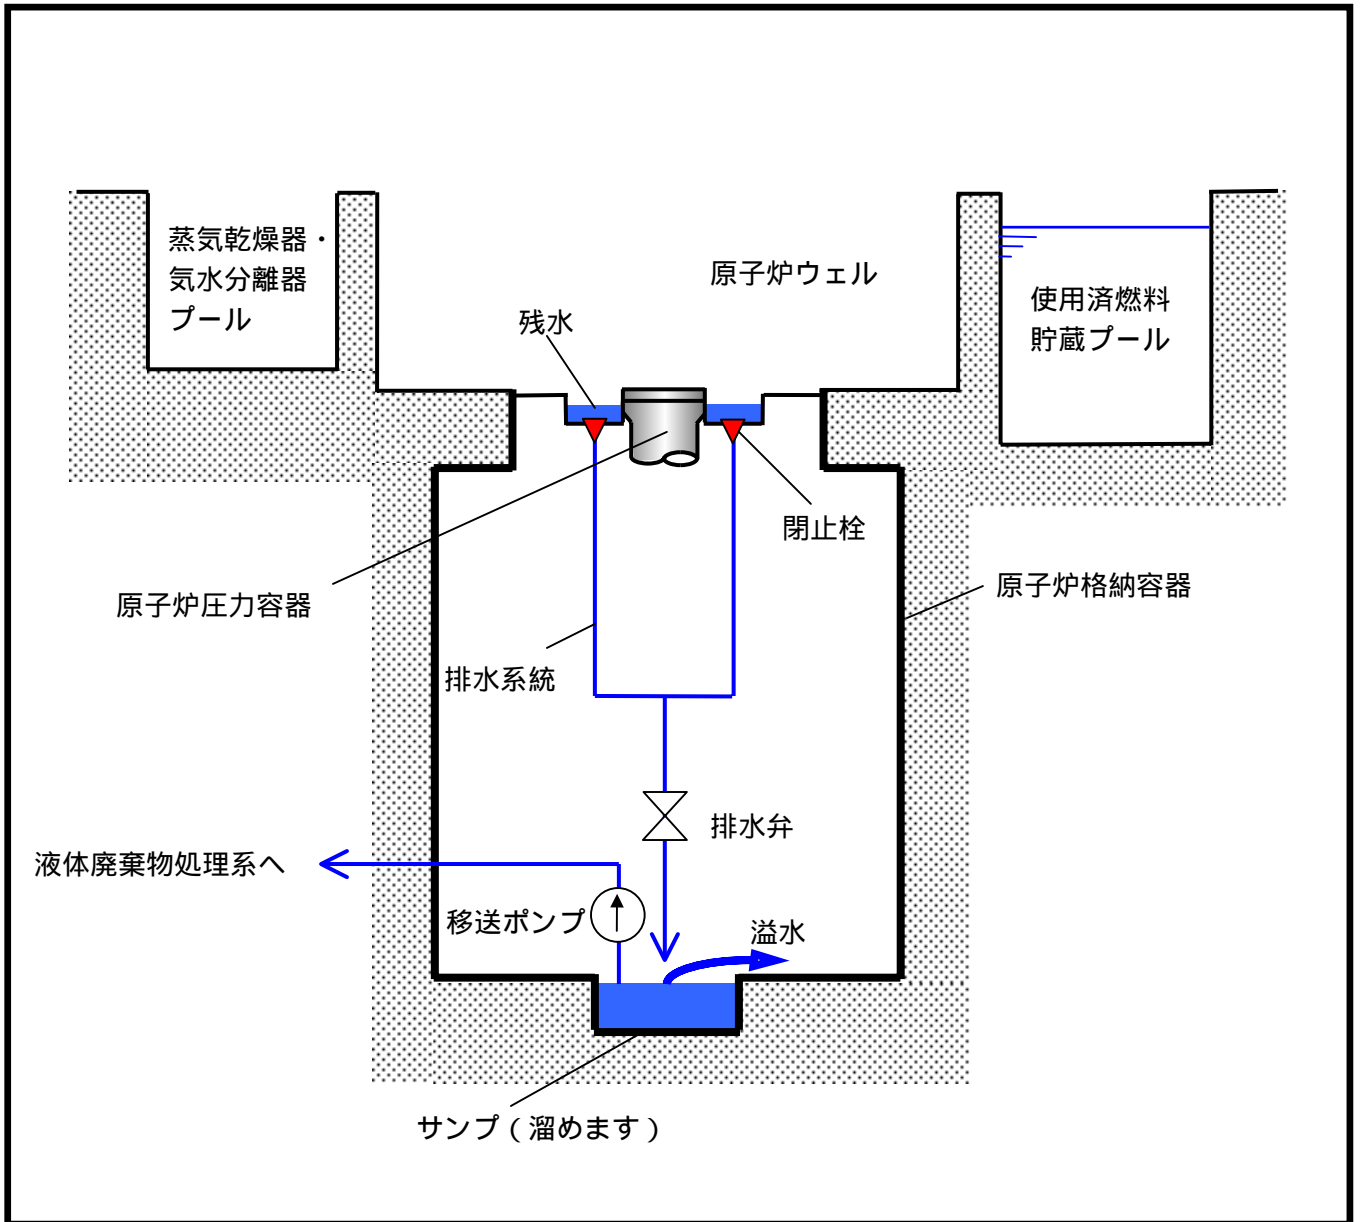 蒸気乾燥器・
気水分離器
プール
原子炉ウェル
使用済燃料
貯蔵プール
残水
閉止栓
原子炉圧力容器
原子炉格納容器
排水系統
排水弁
液体廃棄物処理系へ
移送ポンプ
溢水
サンプ（溜めます）